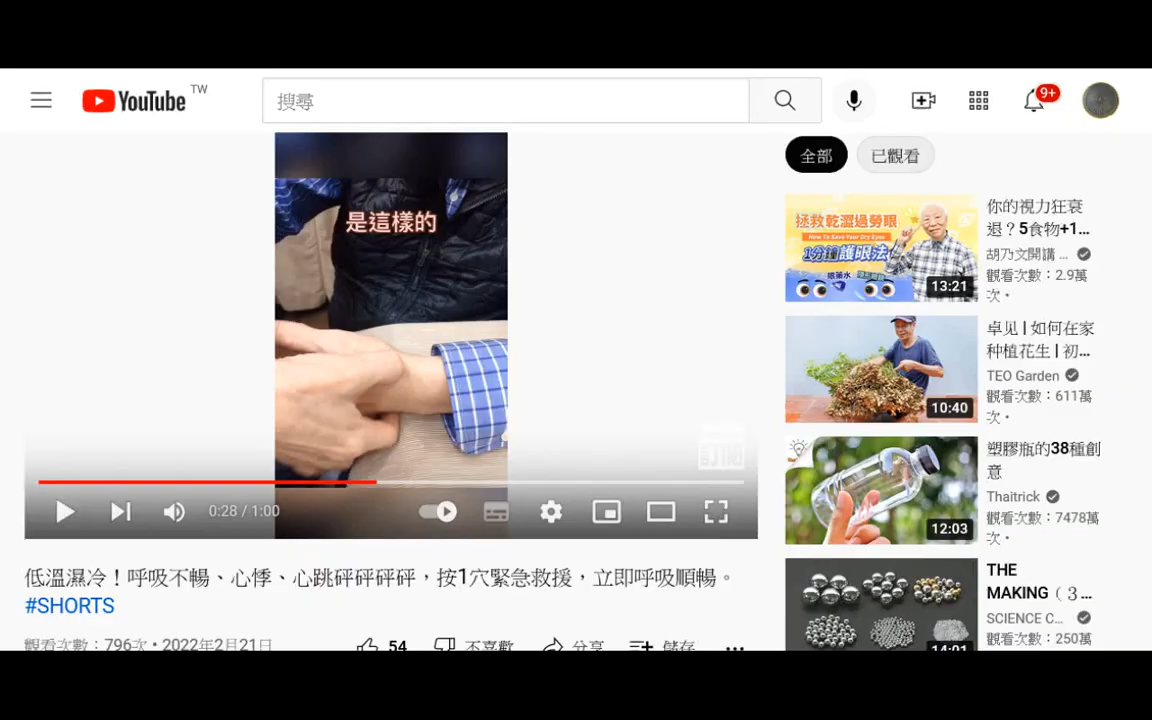 YouTube TW
搜尋
9+
全部
已觀看
是這樣的
訂閱
0:28 / 1:00
低溫濕冷！呼吸不暢、心悸、心跳砰砰砰砰，按1穴緊急救援，立即呼吸順暢。
#SHORTS
觀看次數：796次 • 2022年2月21日
54
不喜歡
分享
儲存
拯救乾澀過勞眼
How To Save Your Dry Eyes
1分鐘護眼法
13:21
你的視力狂衰
退？5食物+1...
胡乃文開講 ...
觀看次數：2.9萬
次•
10:40
卓见 | 如何在家
种植花生 | 初...
TEO Garden
觀看次數：611萬
次•
12:03
塑膠瓶的38種創
意
Thaitrick
觀看次數：7478萬
次•
14:01
THE
MAKING（3...
SCIENCE C...
觀看次數：250萬